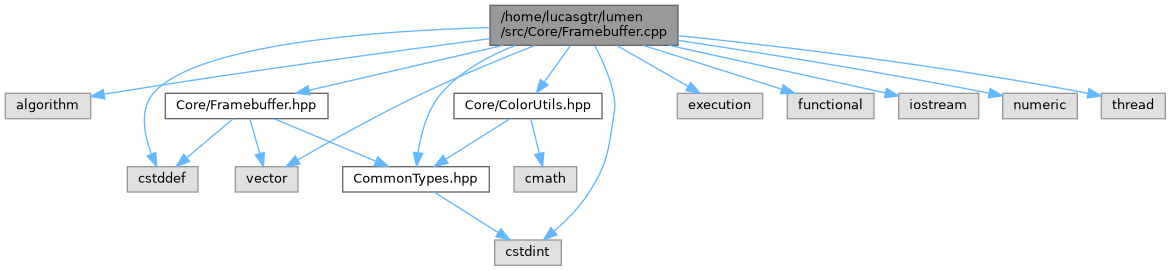 /home/lucasgtr/lumen
/src/Core/Framebuffer.cpp
algorithm
Core/Framebuffer.hpp
Core/ColorUtils.hpp
execution
functional
iostream
numeric
thread
cstddef
vector
CommonTypes.hpp
cmath
cstdint